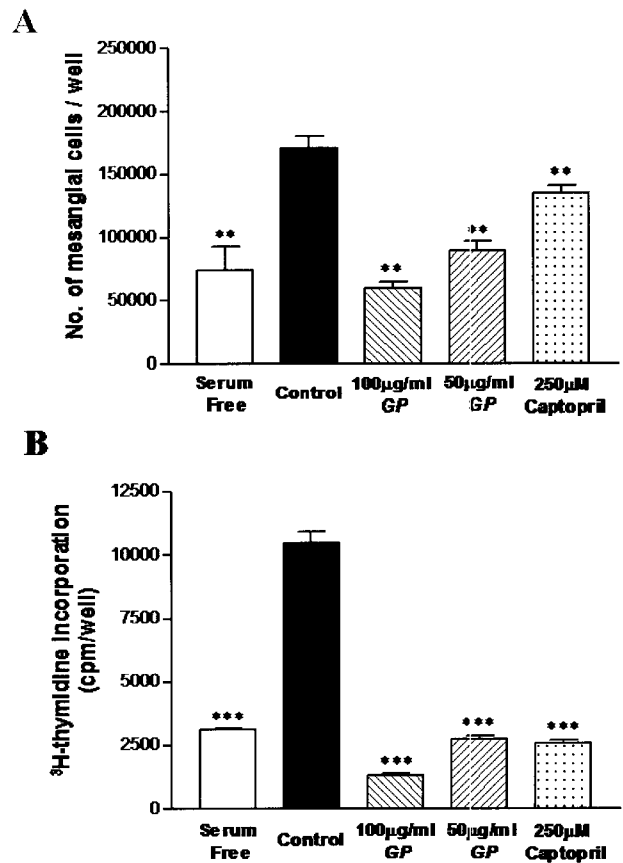 A
No. of mesanglal cells / well
250000
200000
150000
100000
50000
0
**
**
**
**
Serum Free
Control
100µg/ml GP
50µg/ml GP
250µM Captopril
B
³H-thymidine incorporation (cpm/well)
12500
10000
7500
5000
2500
0
***
***
***
***
Serum Free
Control
100µg/ml GP
50µg/ml GP
250µM Captopril